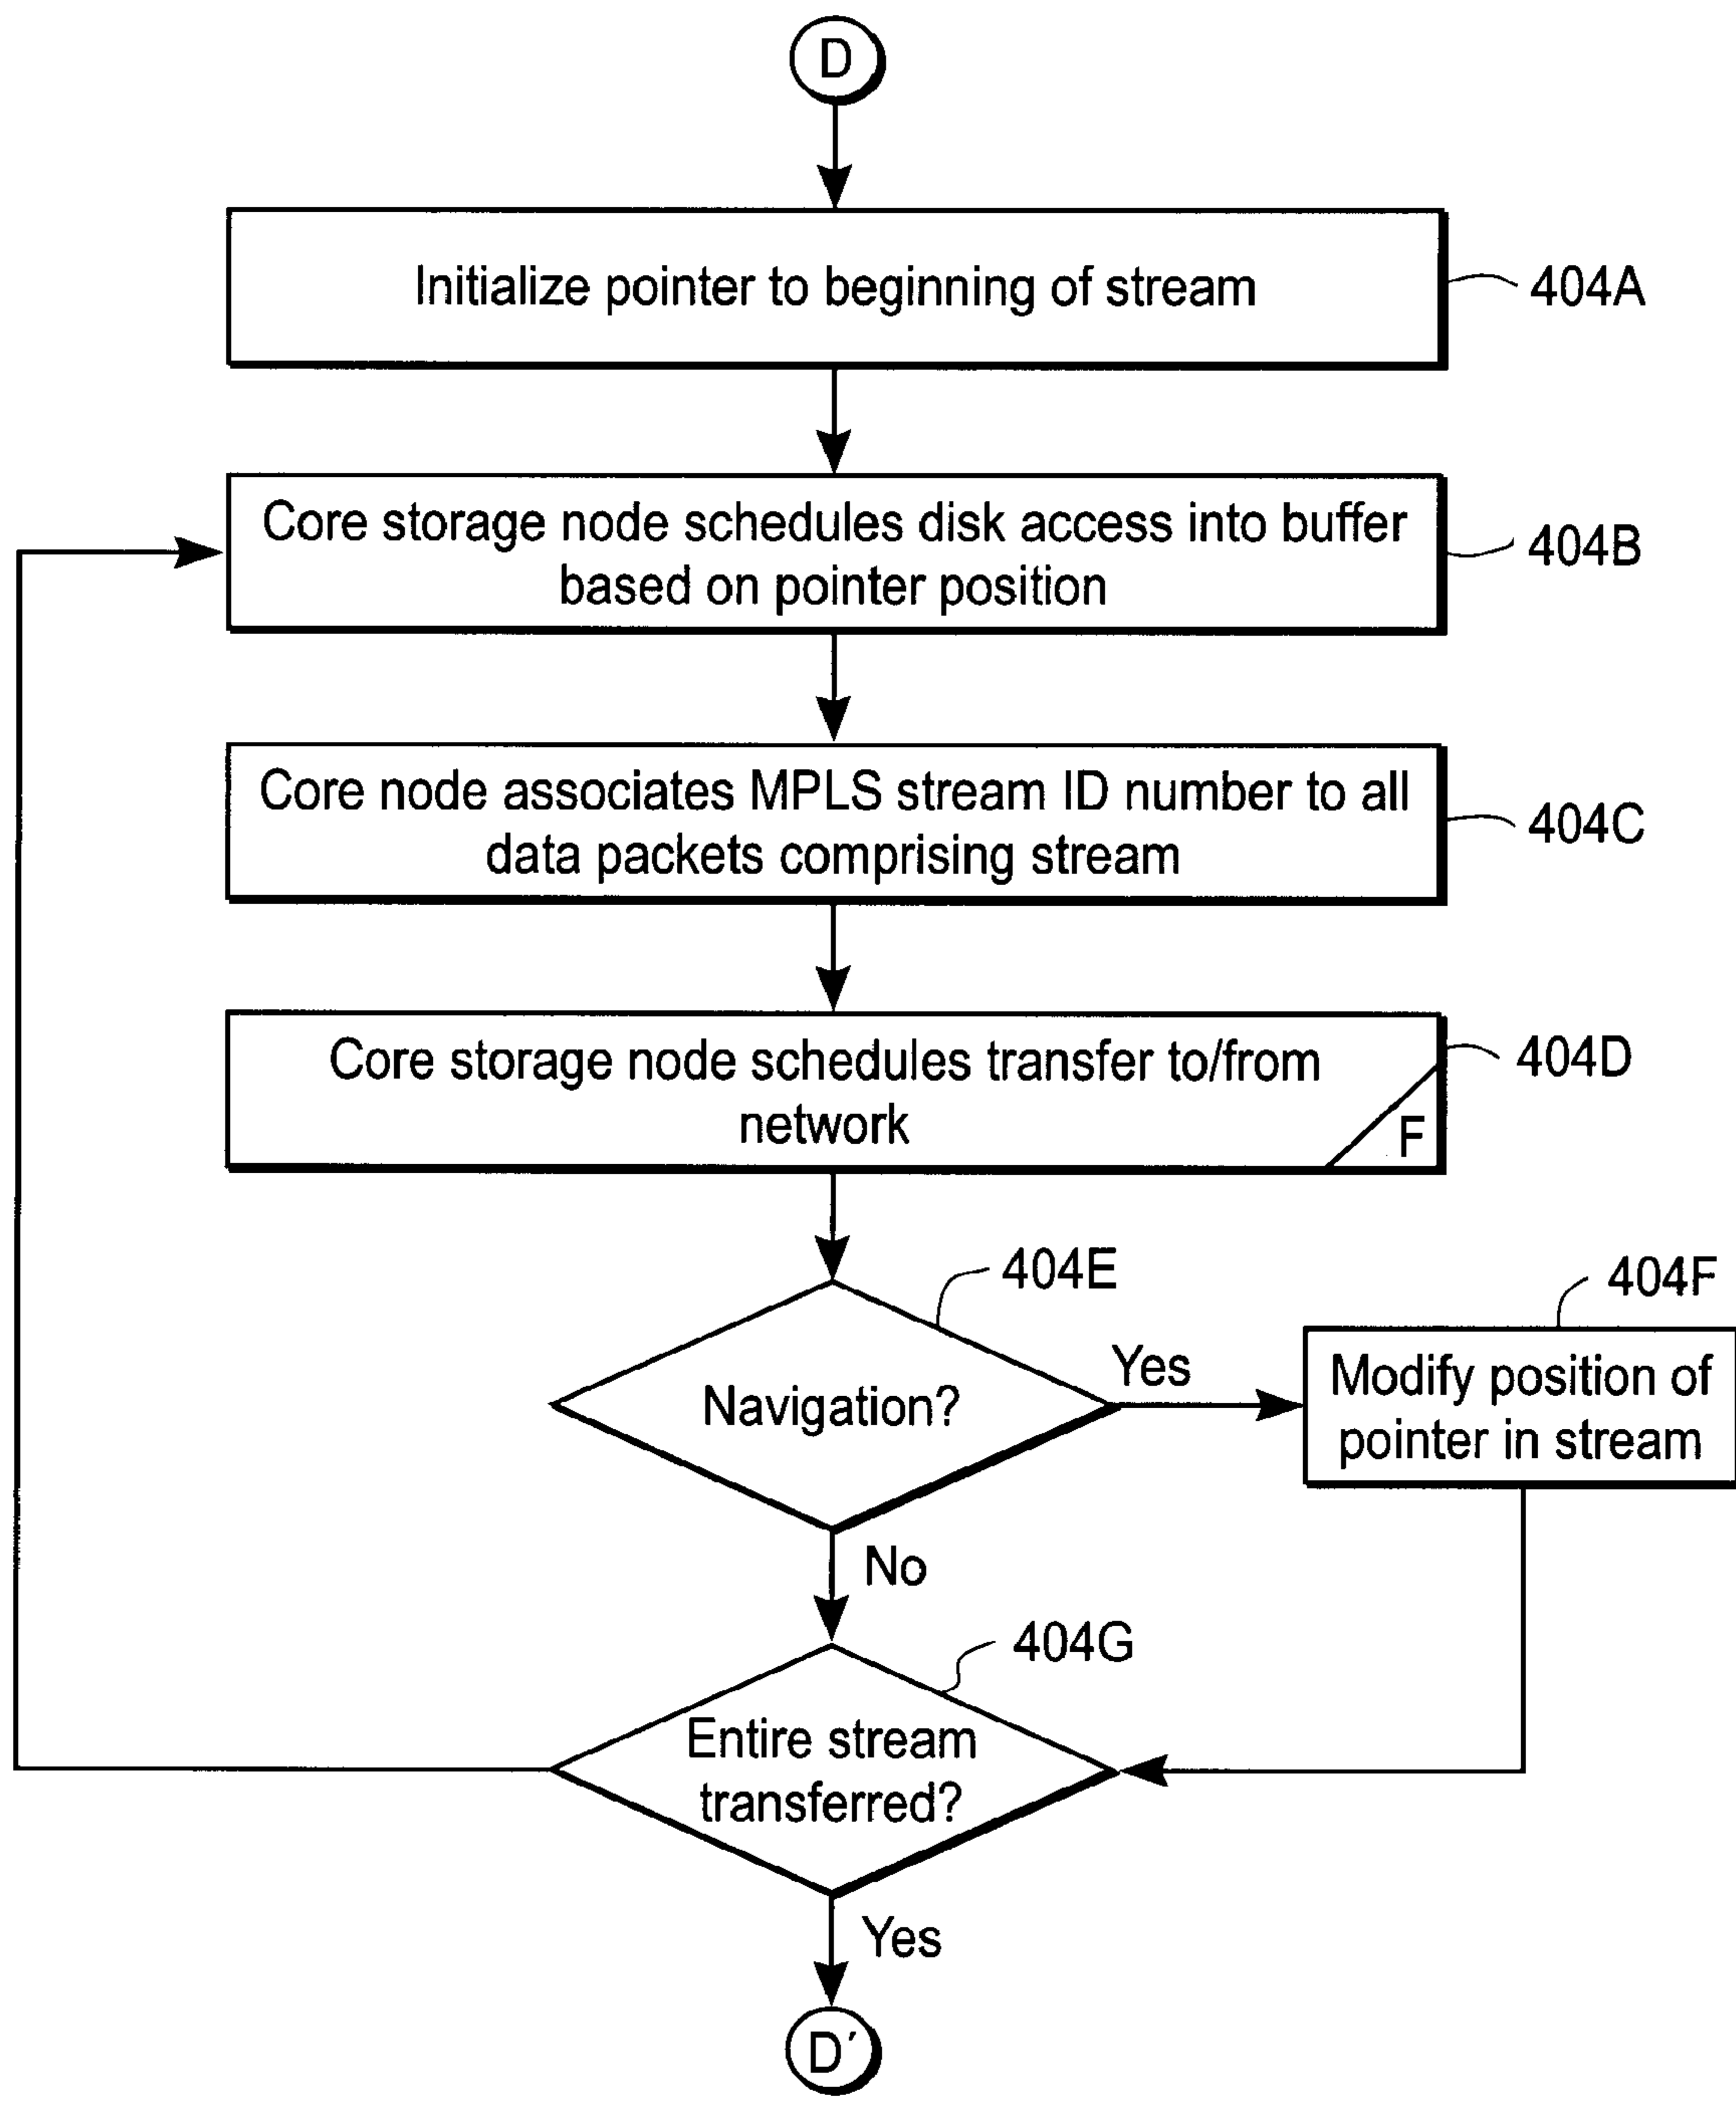 D
Initialize pointer to beginning of stream
404A
Core storage node schedules disk access into buffer
based on pointer position
404B
Core node associates MPLS stream ID number to all
data packets comprising stream
404C
Core storage node schedules transfer to/from
network
F
404D
Navigation?
404E
Yes
404F
Modify position of
pointer in stream
No
404G
Entire stream
transferred?
Yes
D´